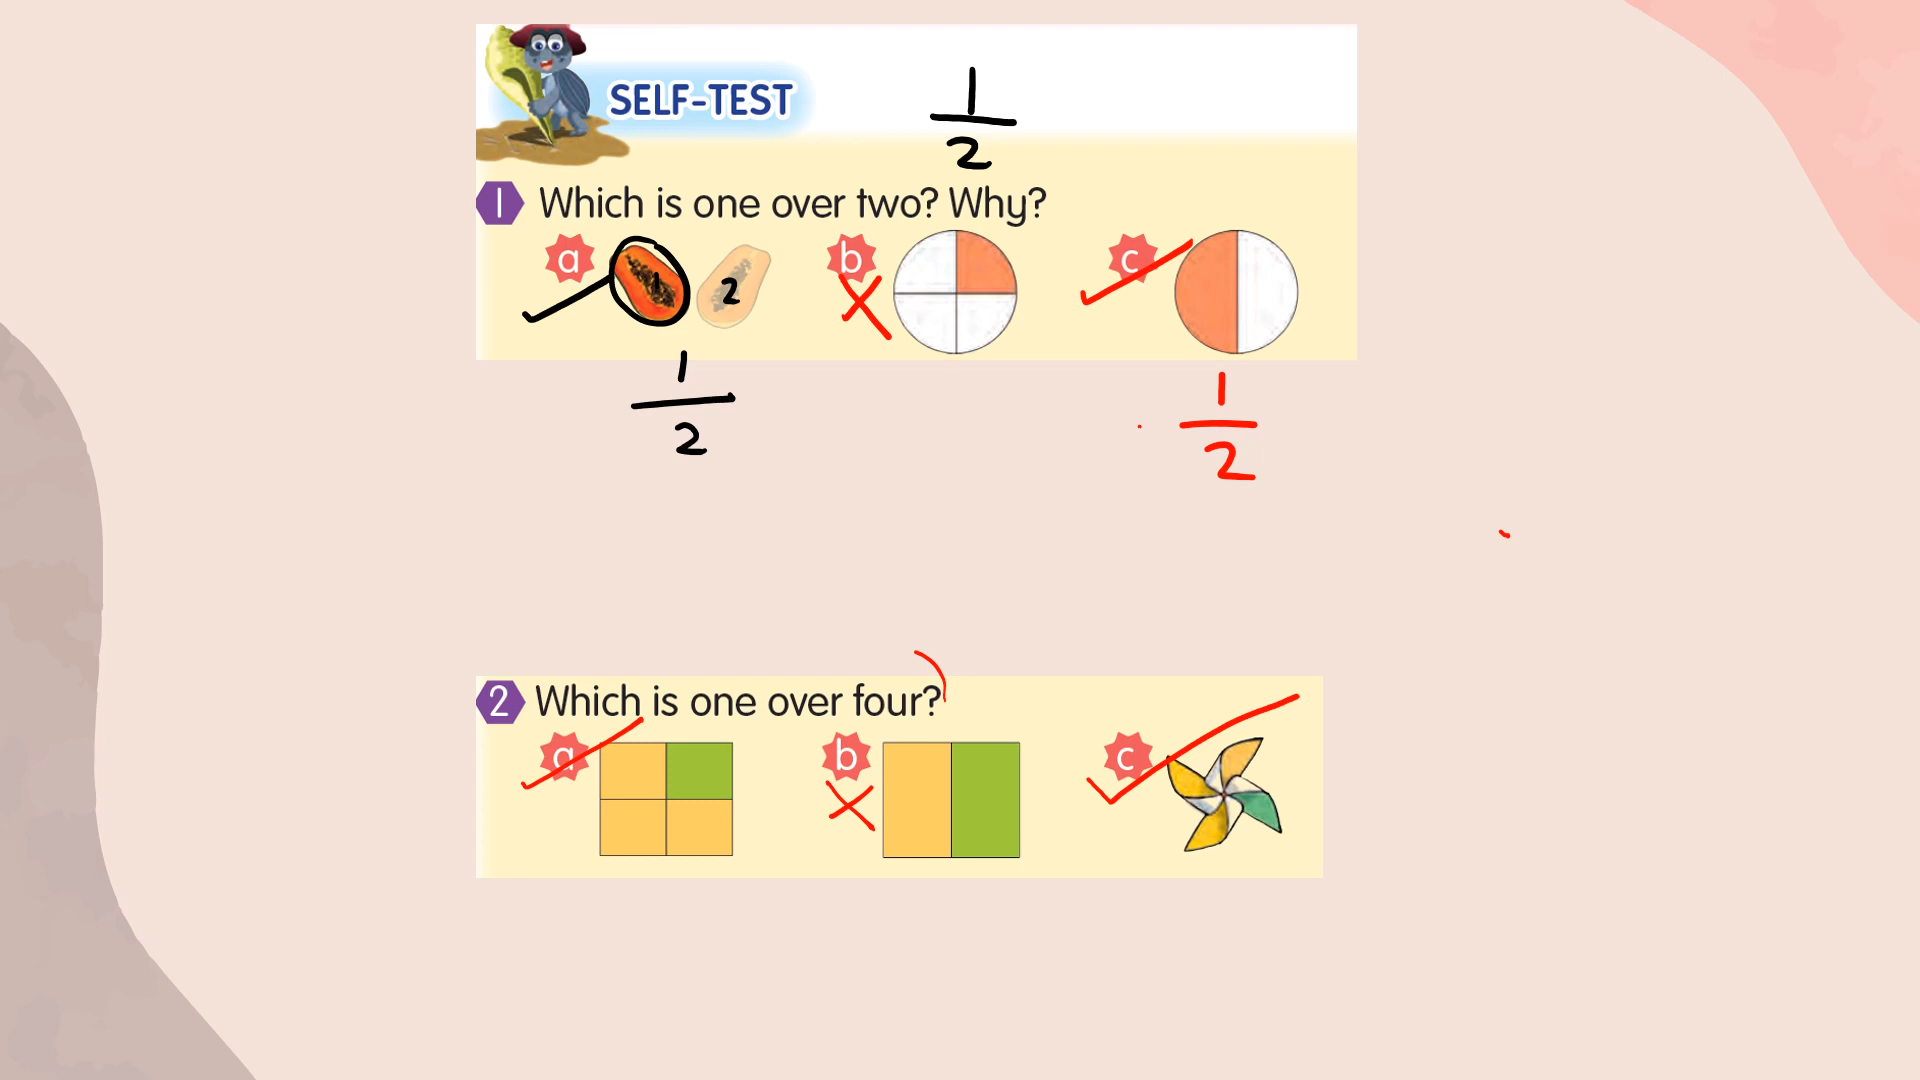 SELF-TEST
1
2
1 Which is one over two? Why?
a 1 2 b c
1
2
1
2
2 Which is one over four?
a b c